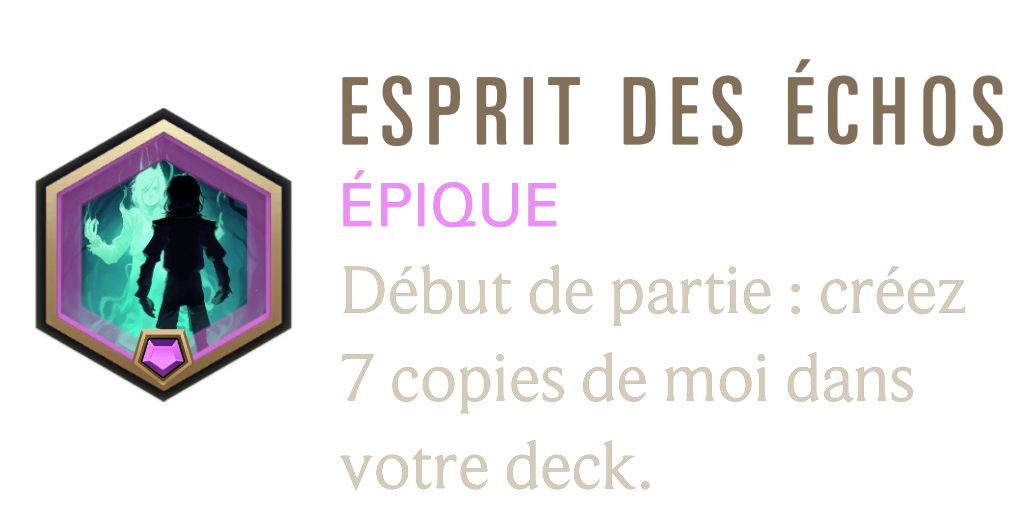 ESPRIT DES ÉCHOS
ÉPIQUE
Début de partie : créez
7 copies de moi dans
votre deck.